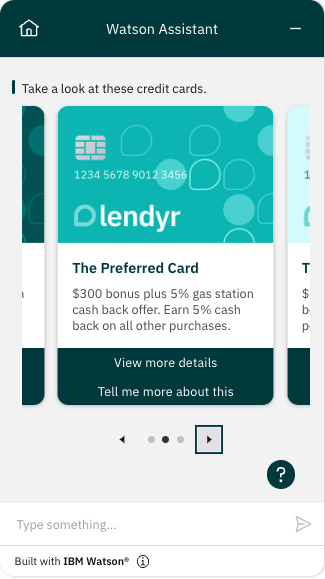 Watson Assistant
Take a look at these credit cards.
1234 5678 9012 3456
lendyr
The Preferred Card
$300 bonus plus 5% gas station
cash back offer. Earn 5% cash
back on all other purchases.
View more details
Tell me more about this
?
Type something...
Built with IBM Watson®